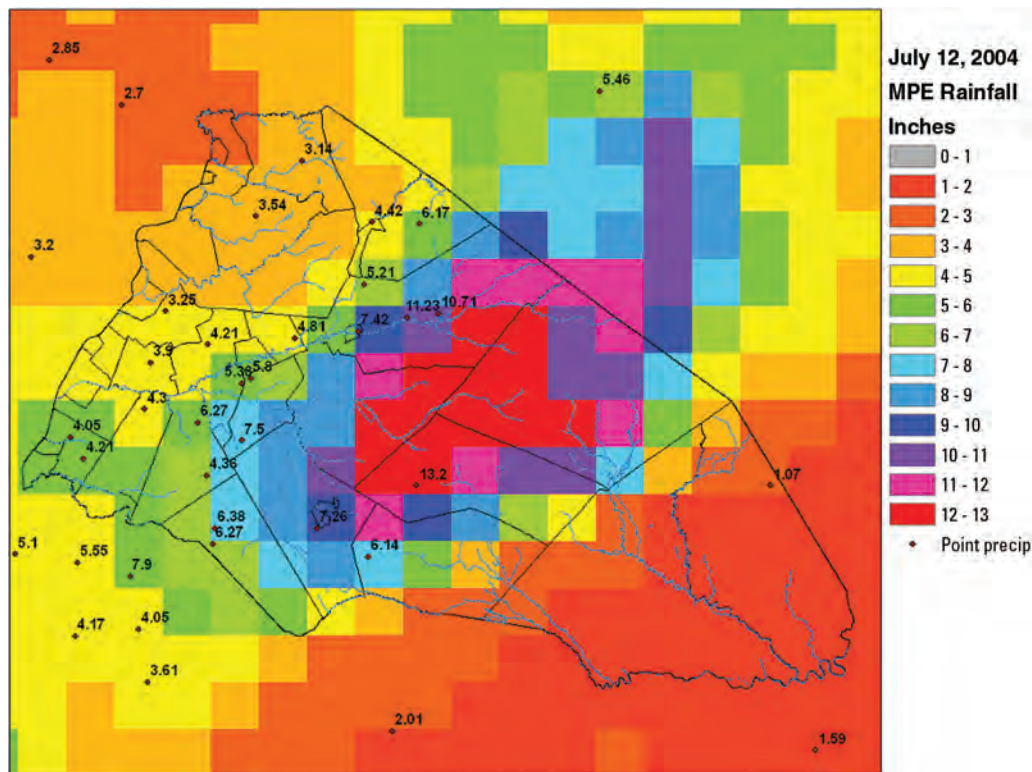 2.85
5.46
2.7
3.14
3.54
4.42
6.17
3.2
5.21
3.25
11.23
10.71
7.42
4.21
4.81
3.9
5.38
5.8
4.3
6.27
4.05
7.5
4.21
4.36
13.2
1.07
6.38
7.26
6.27
5.1
5.55
6.14
7.9
4.17
4.05
3.61
2.01
1.59
July 12, 2004
MPE Rainfall
Inches
0 - 1
1 - 2
2 - 3
3 - 4
4 - 5
5 - 6
6 - 7
7 - 8
8 - 9
9 - 10
10 - 11
11 - 12
12 - 13
Point precip